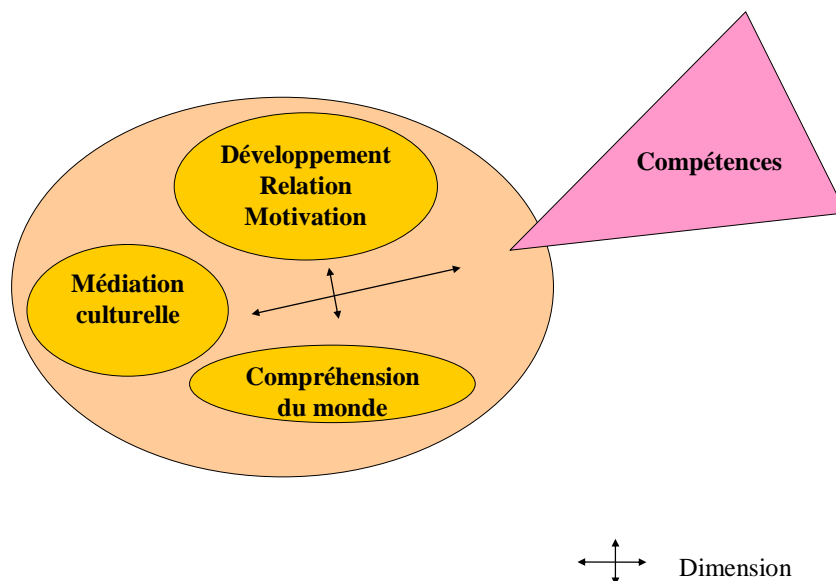 Développement
Relation
Motivation
Compétences
Médiation
culturelle
Compréhension
du monde
Dimension